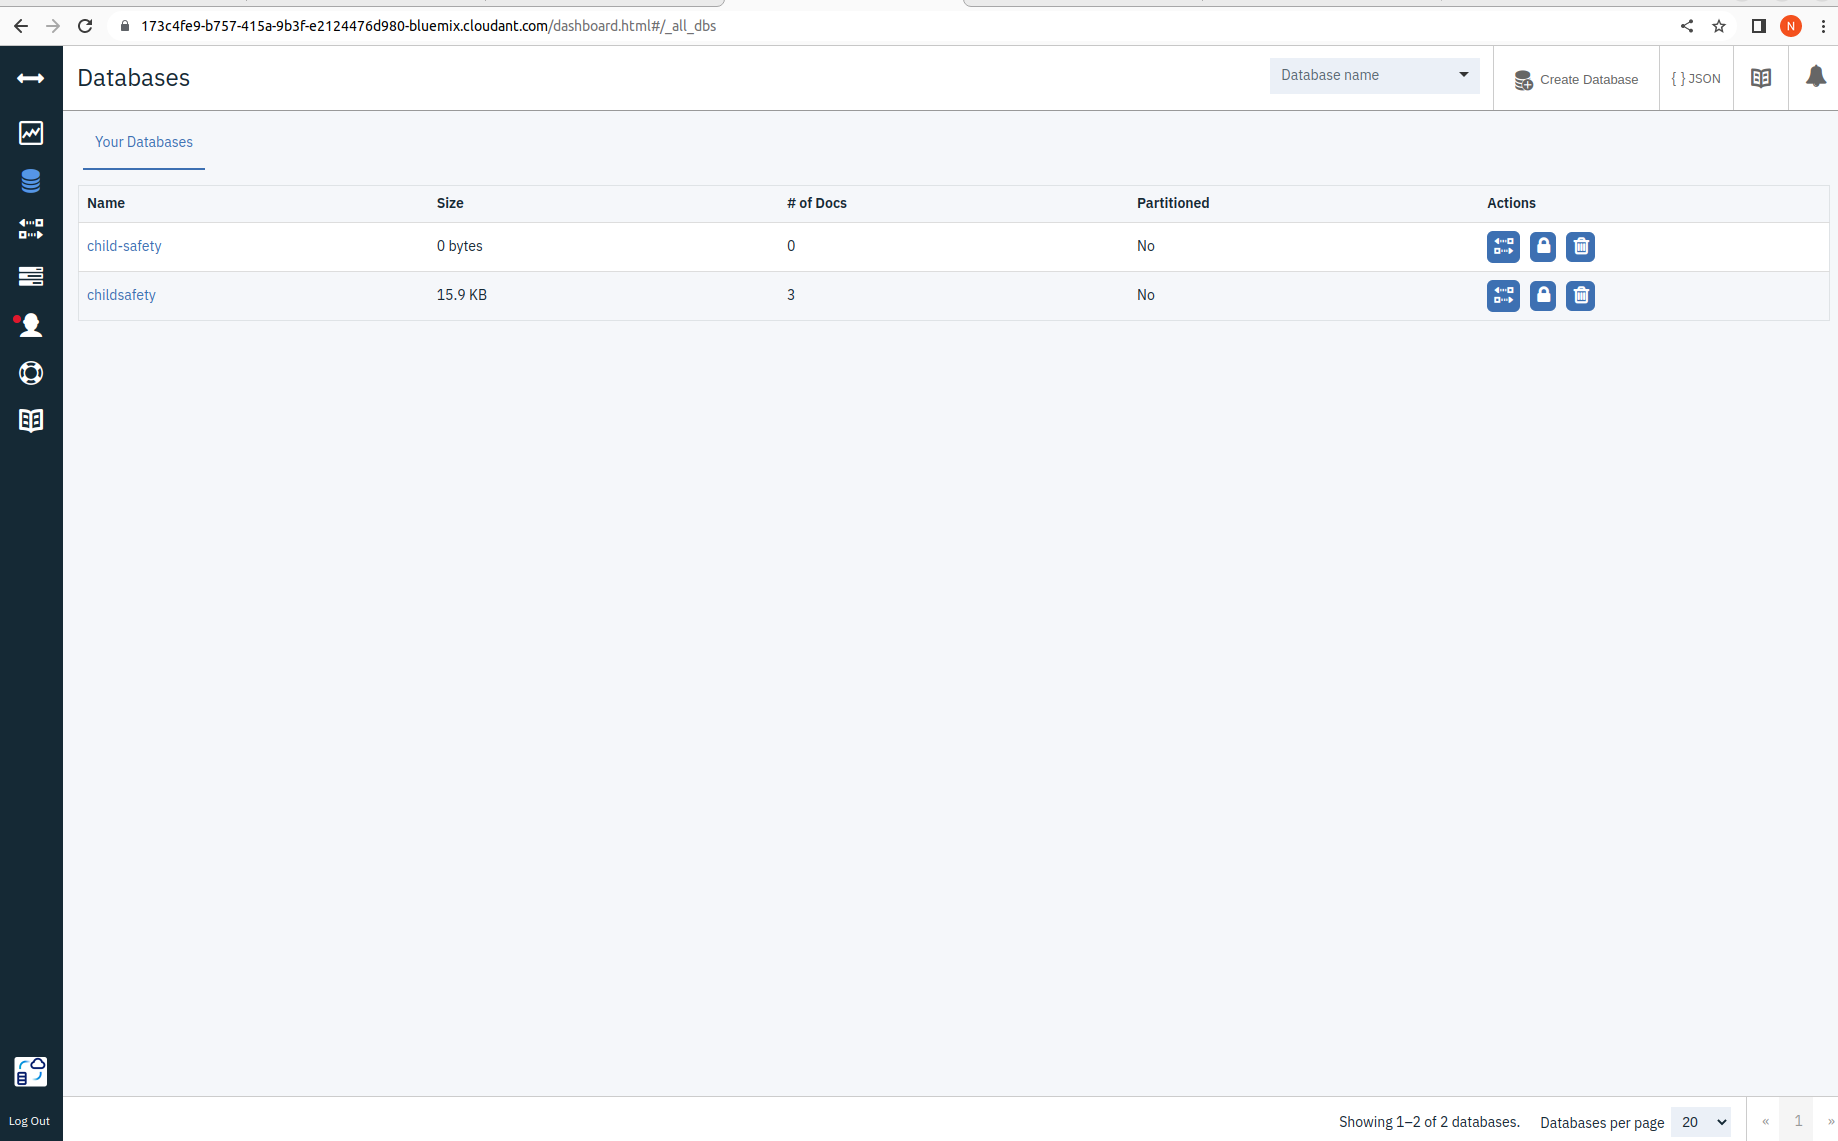 173c4fe9-b757-415a-9b3f-e2124476d980-bluemix.cloudant.com/dashboard.html#/_all_dbs
N
Databases
Database name
Create Database
{ } JSON
Your Databases
Name Size # of Docs Partitioned Actions
child-safety 0 bytes 0 No
childsafety 15.9 KB 3 No
Log Out
Showing 1–2 of 2 databases. Databases per page 20 « 1 »